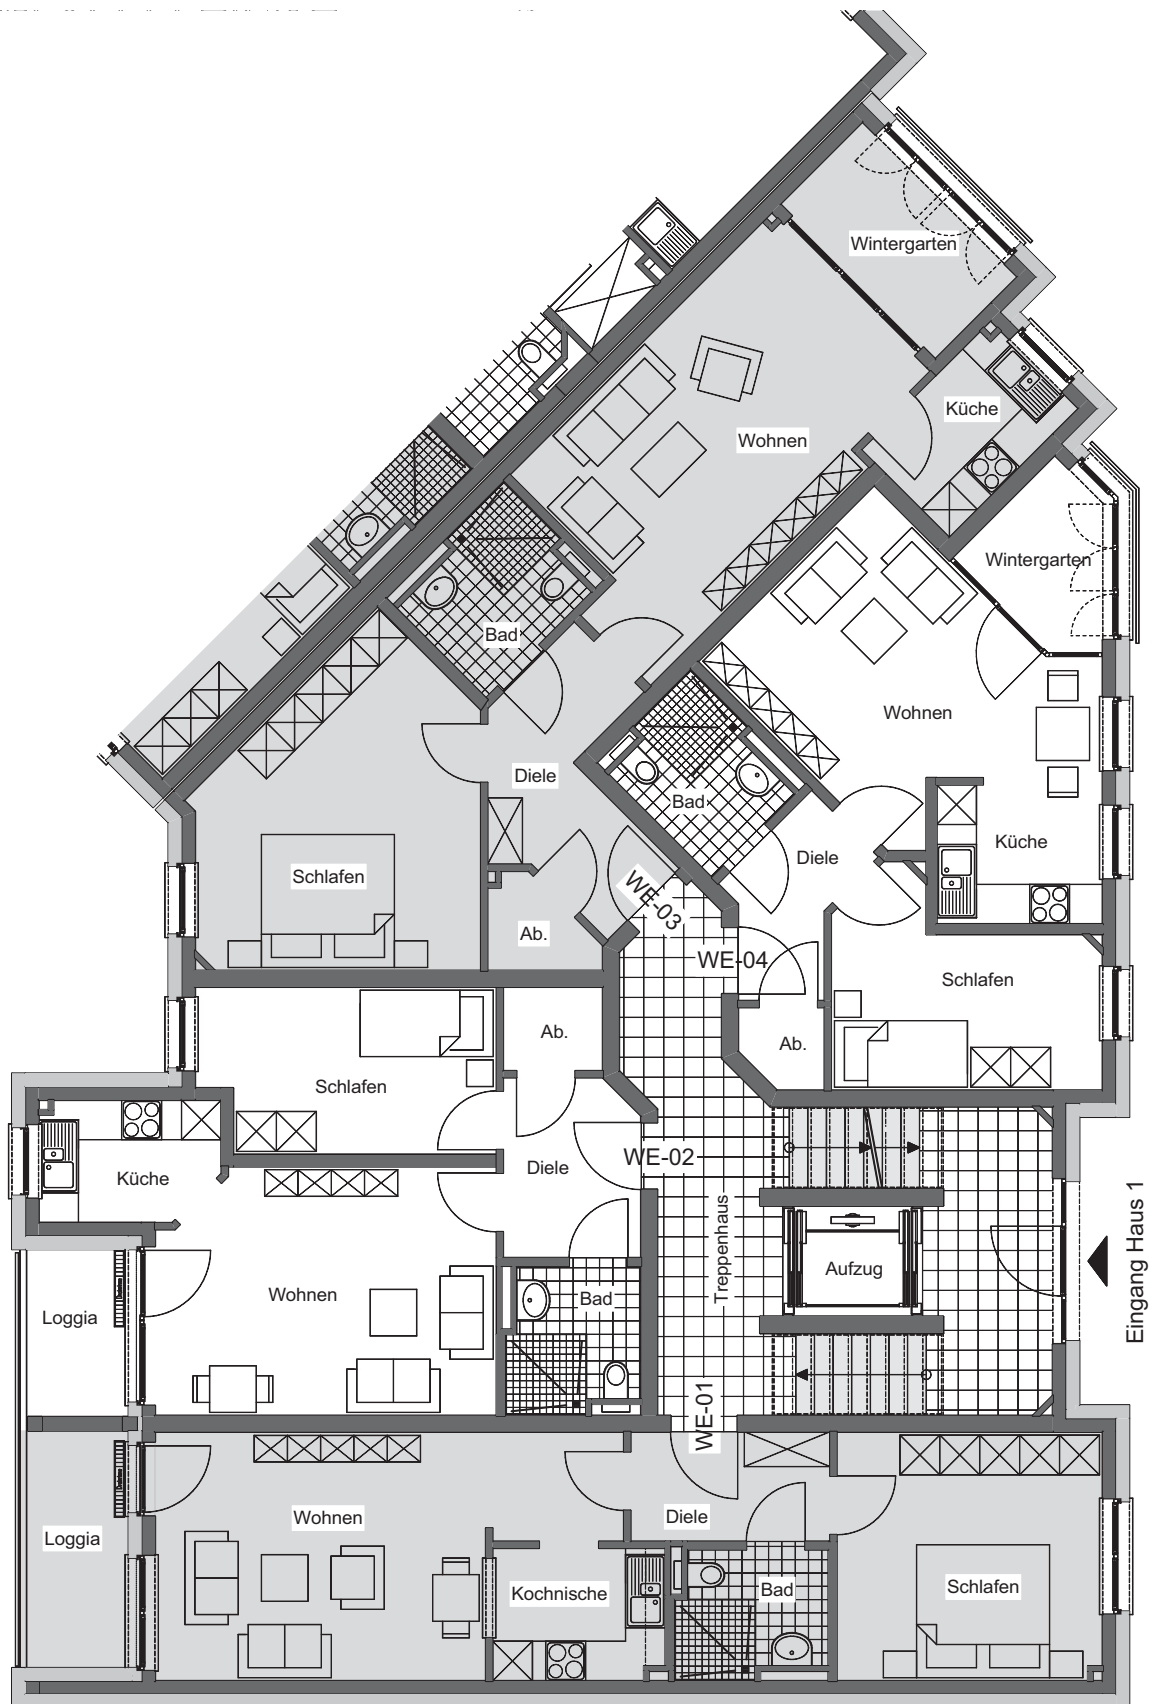 Wintergarten
Küche
Wohnen
Wintergarten
Bad
Wohnen
Diele
Bad
Küche
Diele
Schlafen
WE-03
Ab.
WE-04
Schlafen
Ab.
Ab.
Schlafen
Küche
Diele
WE-02
Treppenhaus
Aufzug
Eingang Haus 1
Wohnen
Bad
Loggia
WE-01
Wohnen
Diele
Loggia
Kochnische
Bad
Schlafen